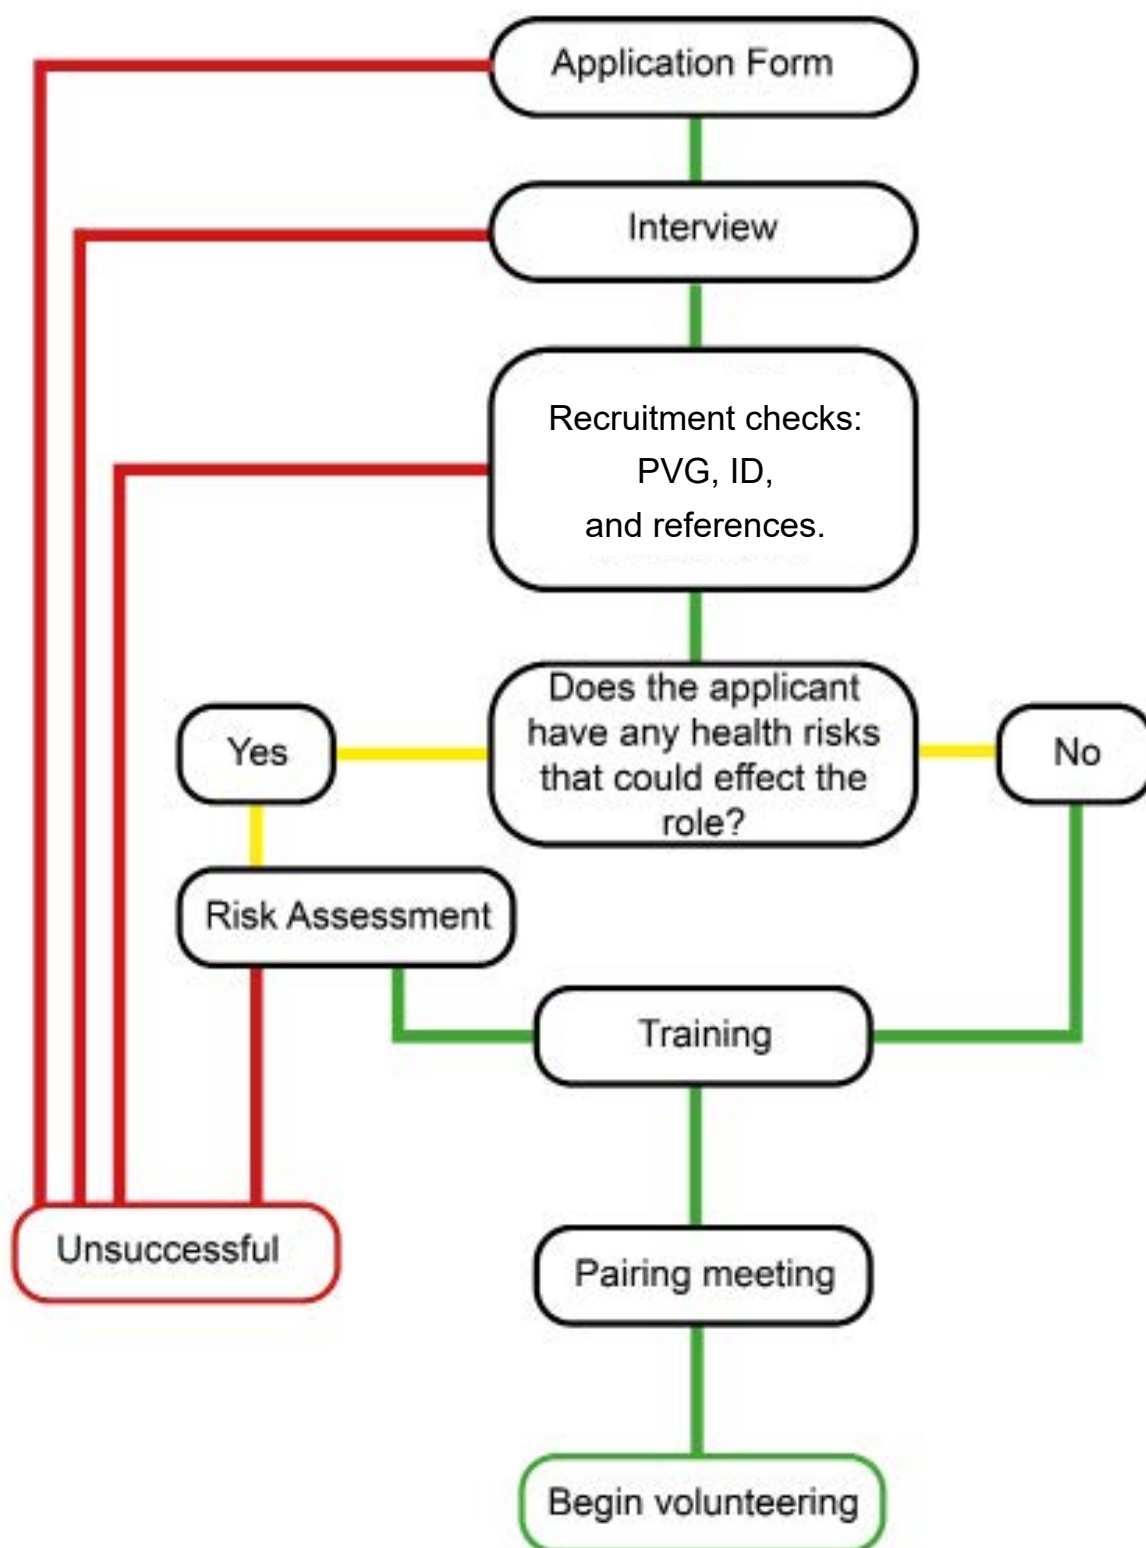 Application Form
Interview
Recruitment checks:
PVG, ID,
and references.
Does the applicant
have any health risks
that could effect the
role?
Yes
No
Risk Assessment
Training
Unsuccessful
Pairing meeting
Begin volunteering